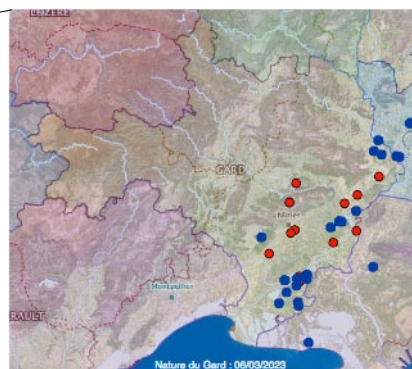 LOZERE
GARD
Nîmes
Montpellier
RAULT
Nature du Gard : 06/03/2023